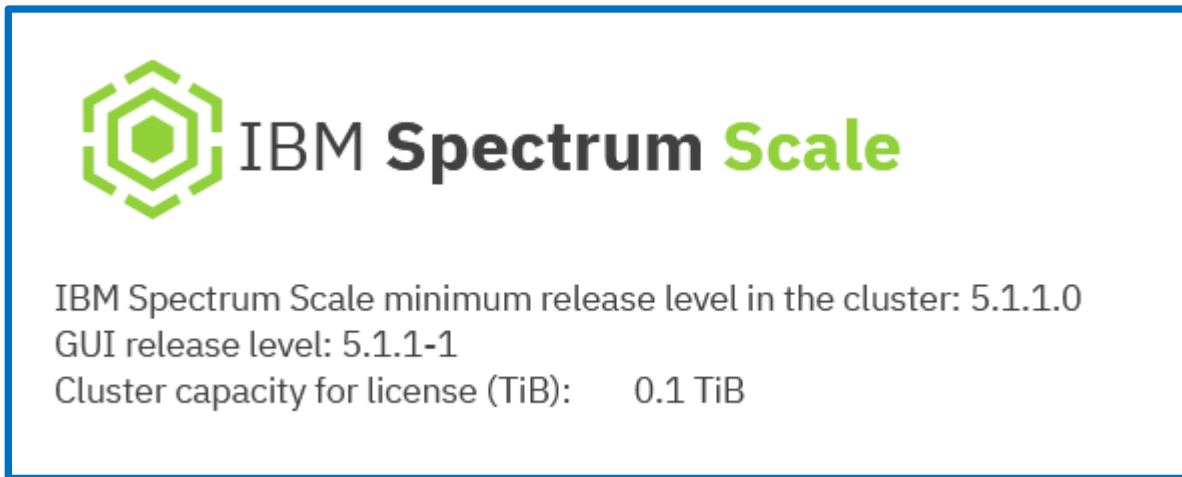 IBM Spectrum Scale
IBM Spectrum Scale minimum release level in the cluster: 5.1.1.0
GUI release level: 5.1.1-1
Cluster capacity for license (TiB): 0.1 TiB